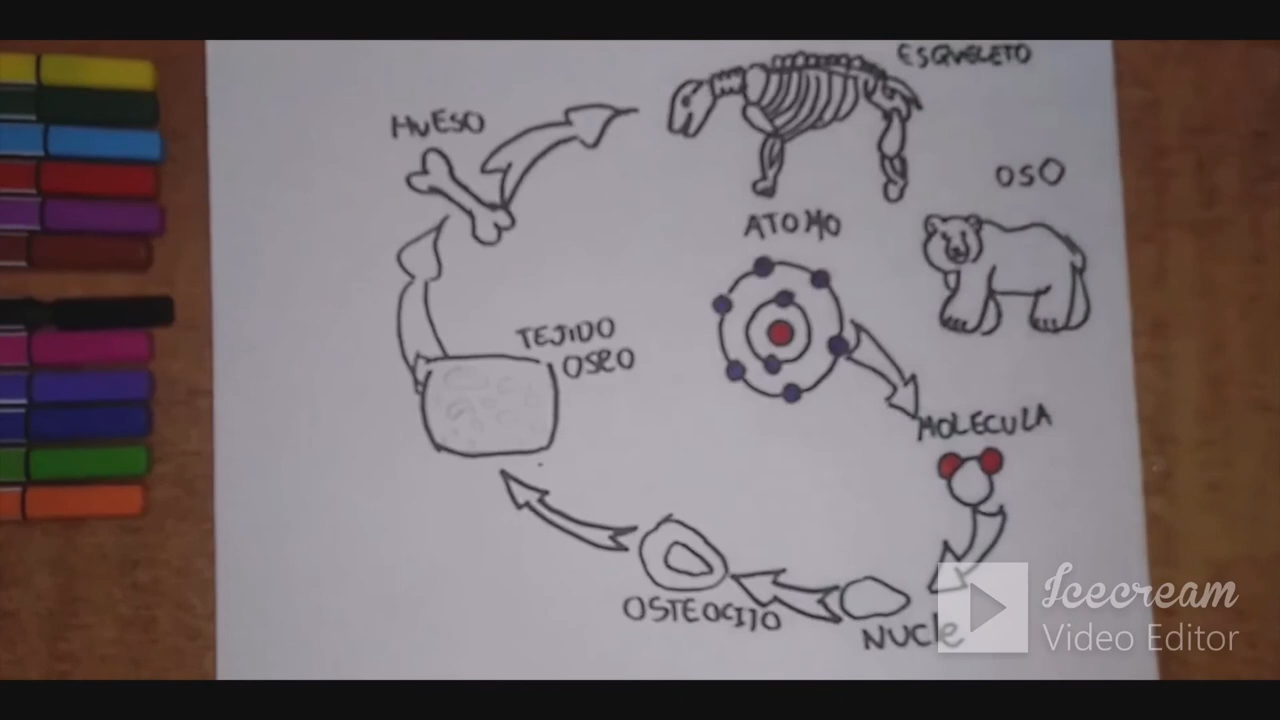 ESQUELETO
HUESO
OSO
ATOMO
TEJIDO
OSEO
MOLECULA
OSTEOCITO
NUCle
Icecream
Video Editor